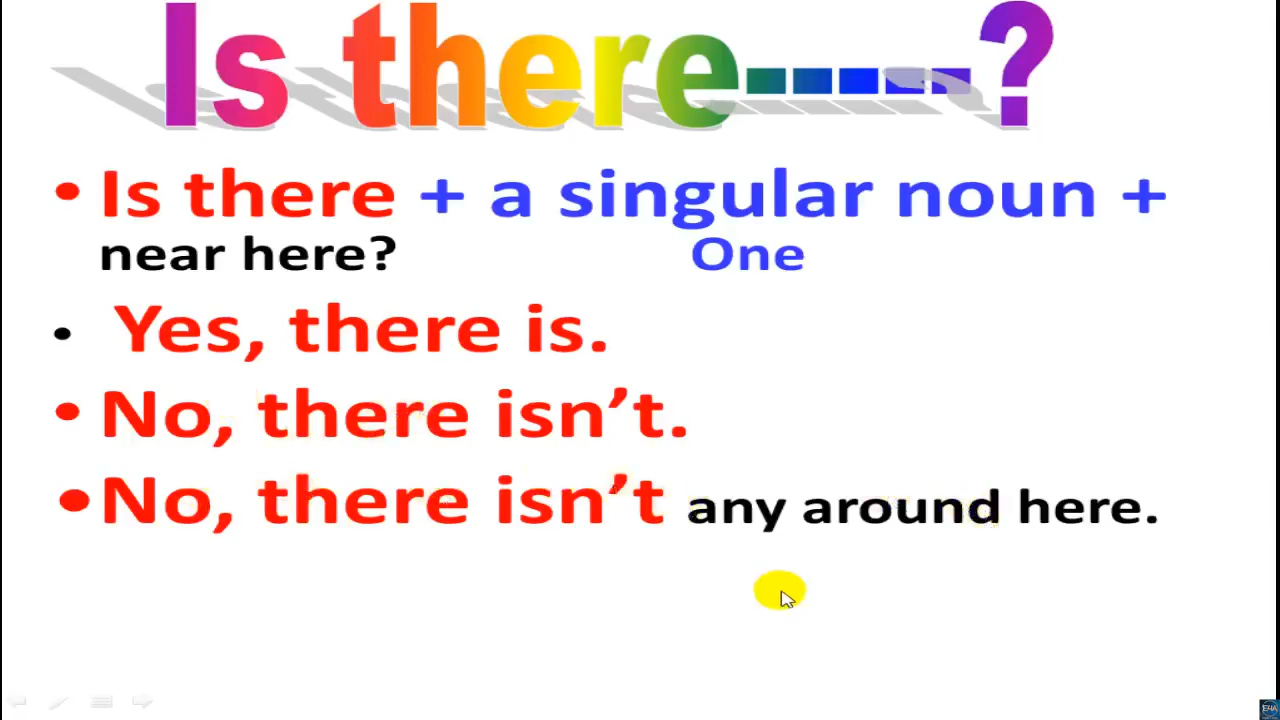 Is there-----?
• Is there + a singular noun +
near here? One
• Yes, there is.
• No, there isn’t.
• No, there isn’t any around here.